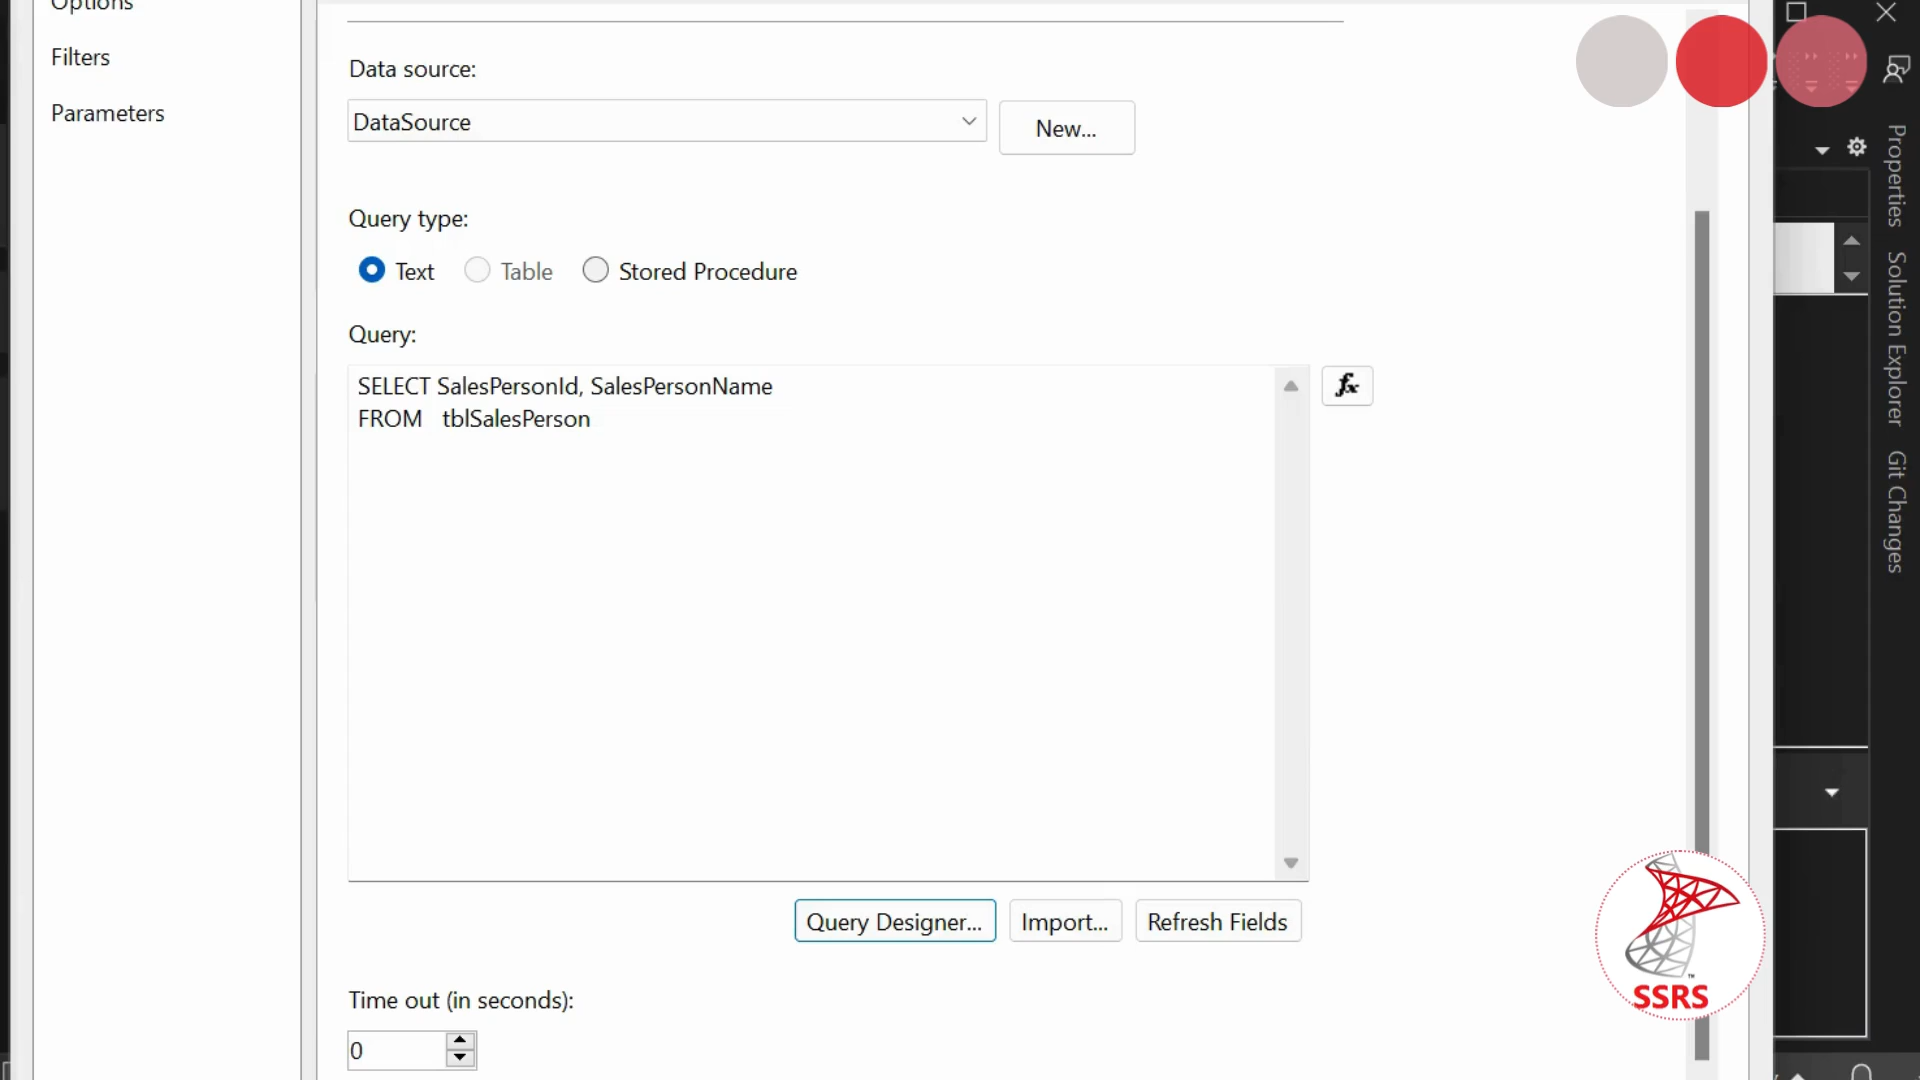 Options
Filters
Parameters
Data source:
DataSource
New...
Query type:
Text
Table
Stored Procedure
Query:
SELECT SalesPersonId, SalesPersonName
FROM   tblSalesPerson
fx
Query Designer...
Import...
Refresh Fields
Time out (in seconds):
0
Properties
Solution Explorer
Git Changes
SSRS